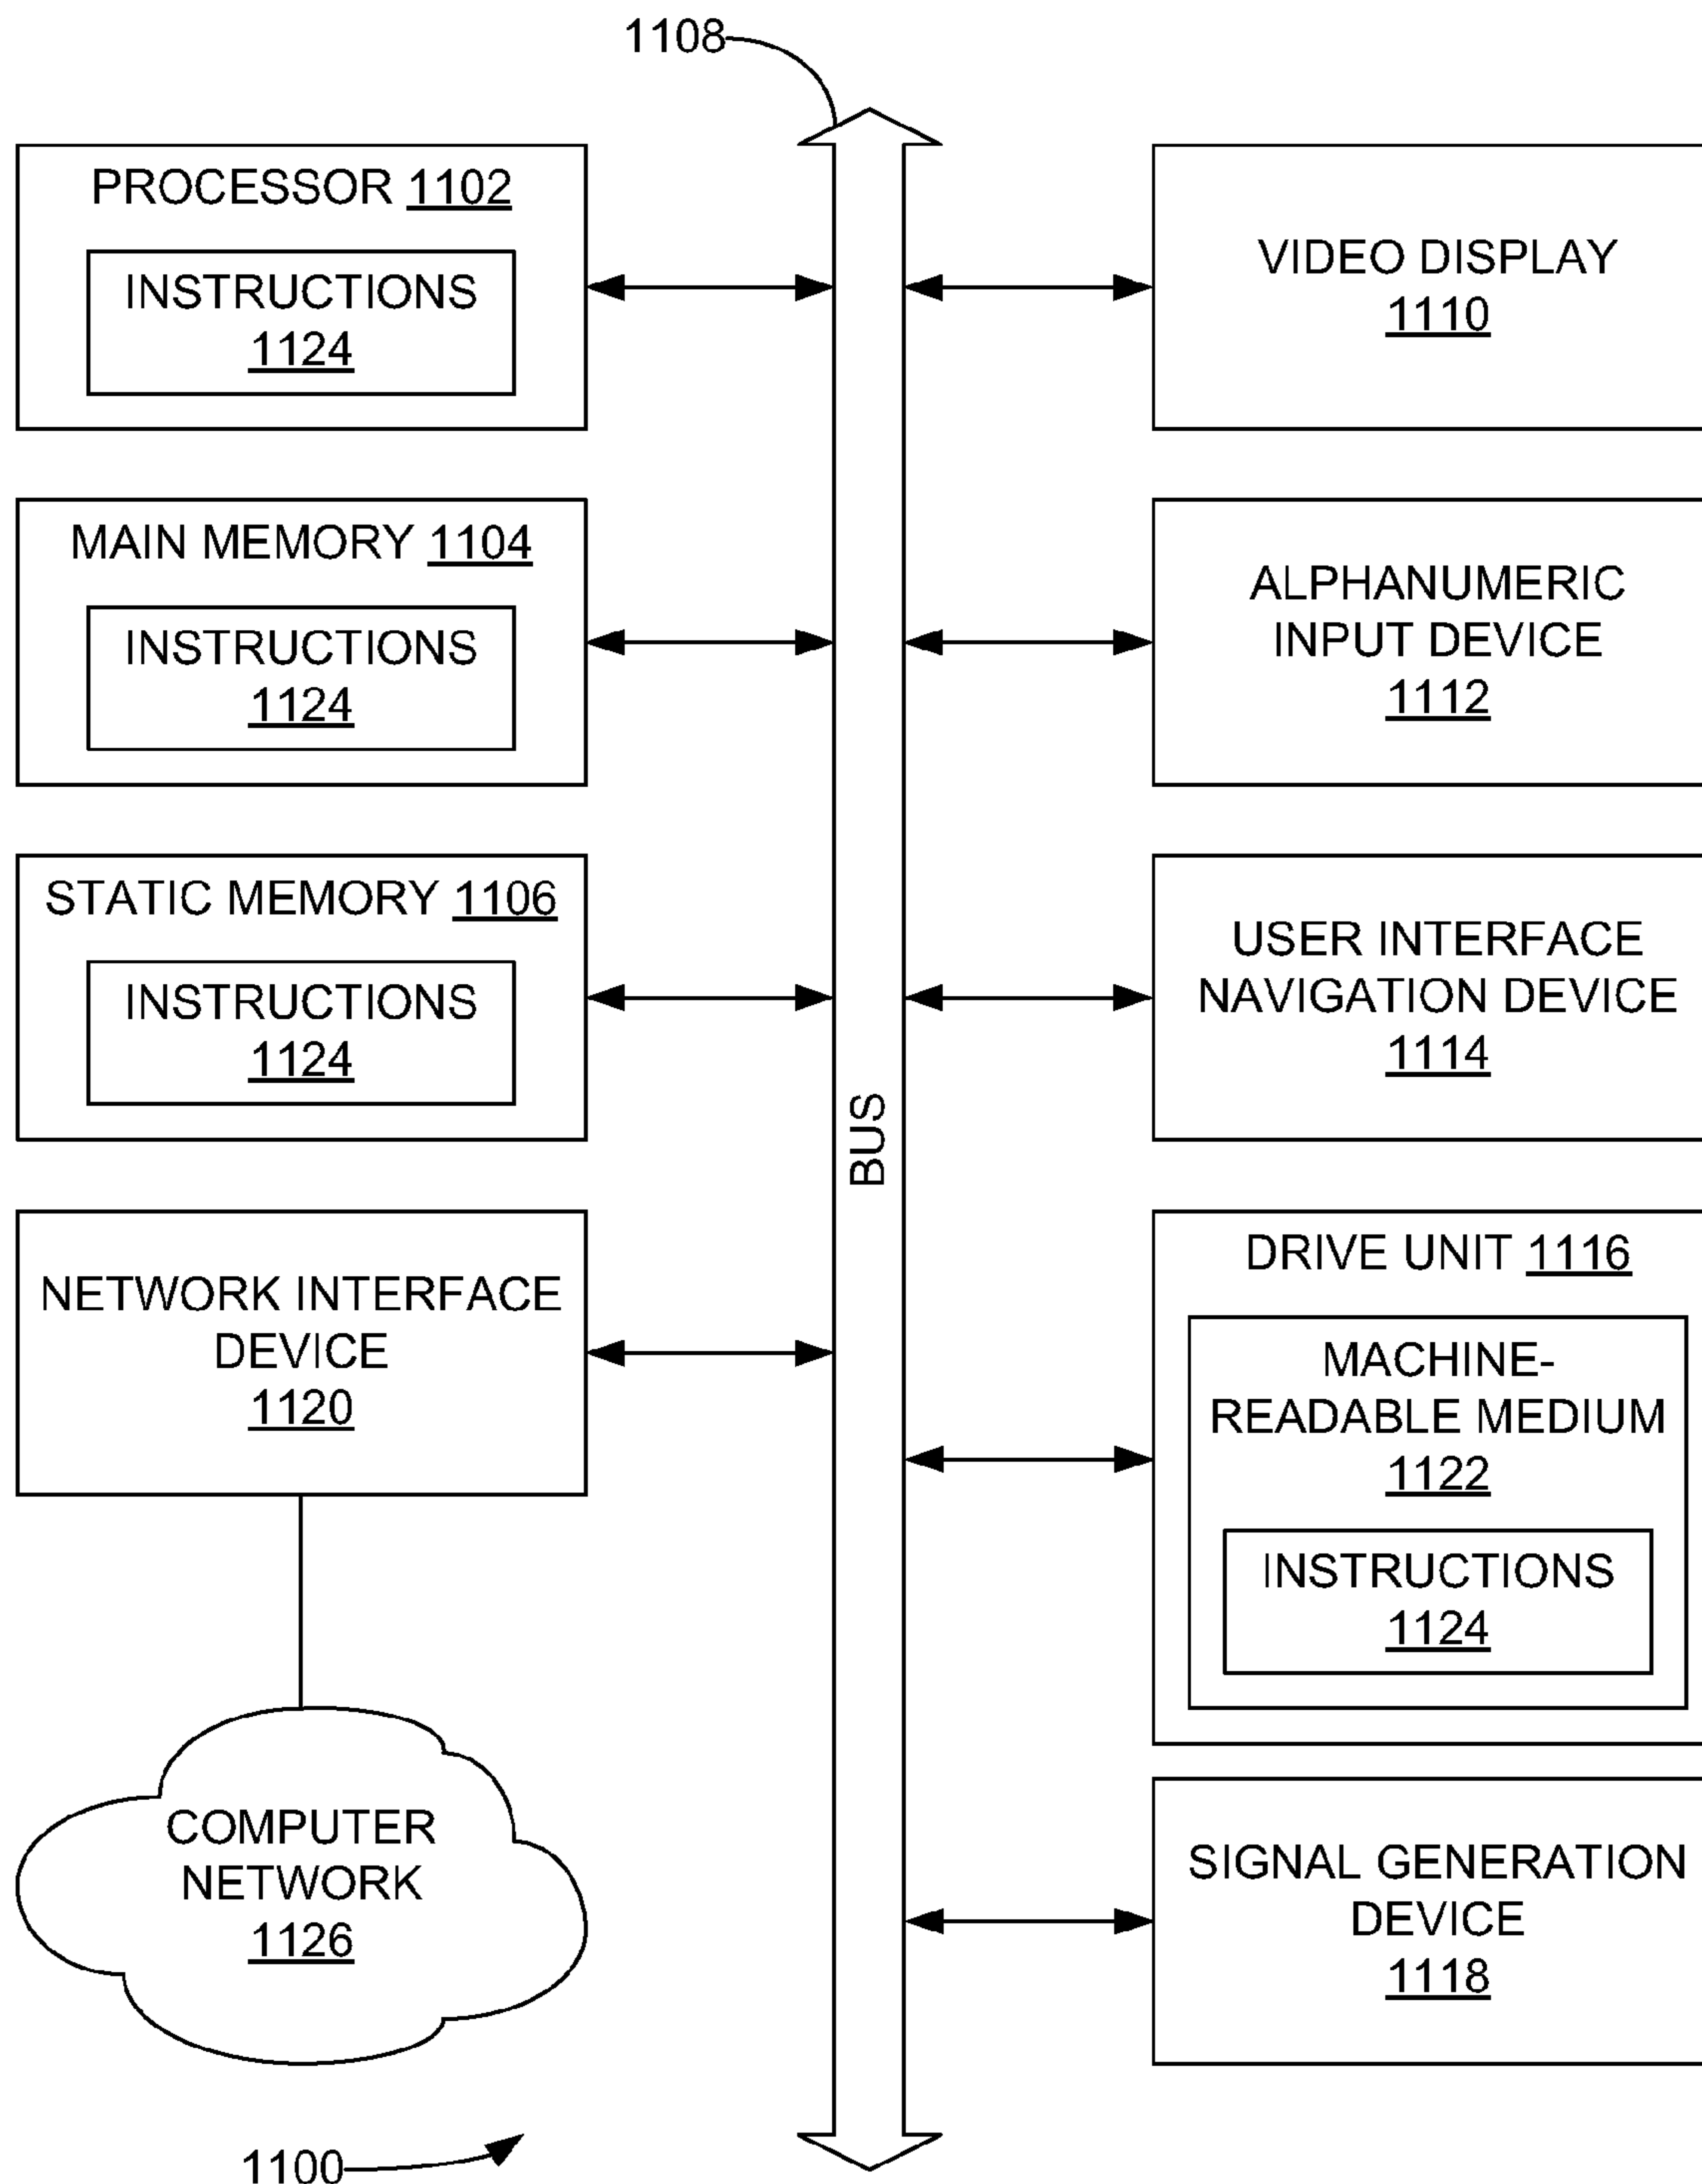 1108
PROCESSOR 1102
INSTRUCTIONS
1124
MAIN MEMORY 1104
INSTRUCTIONS
1124
STATIC MEMORY 1106
INSTRUCTIONS
1124
NETWORK INTERFACE
DEVICE
1120
COMPUTER
NETWORK
1126
1100
BUS
VIDEO DISPLAY
1110
ALPHANUMERIC
INPUT DEVICE
1112
USER INTERFACE
NAVIGATION DEVICE
1114
DRIVE UNIT 1116
MACHINE-
READABLE MEDIUM
1122
INSTRUCTIONS
1124
SIGNAL GENERATION
DEVICE
1118